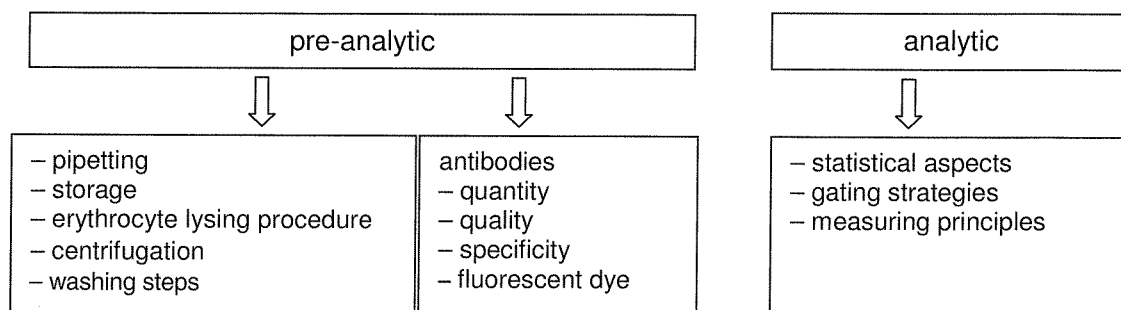 pre-analytic
analytic
– pipetting
– storage
– erythrocyte lysing procedure
– centrifugation
– washing steps
antibodies
– quantity
– quality
– specificity
– fluorescent dye
– statistical aspects
– gating strategies
– measuring principles